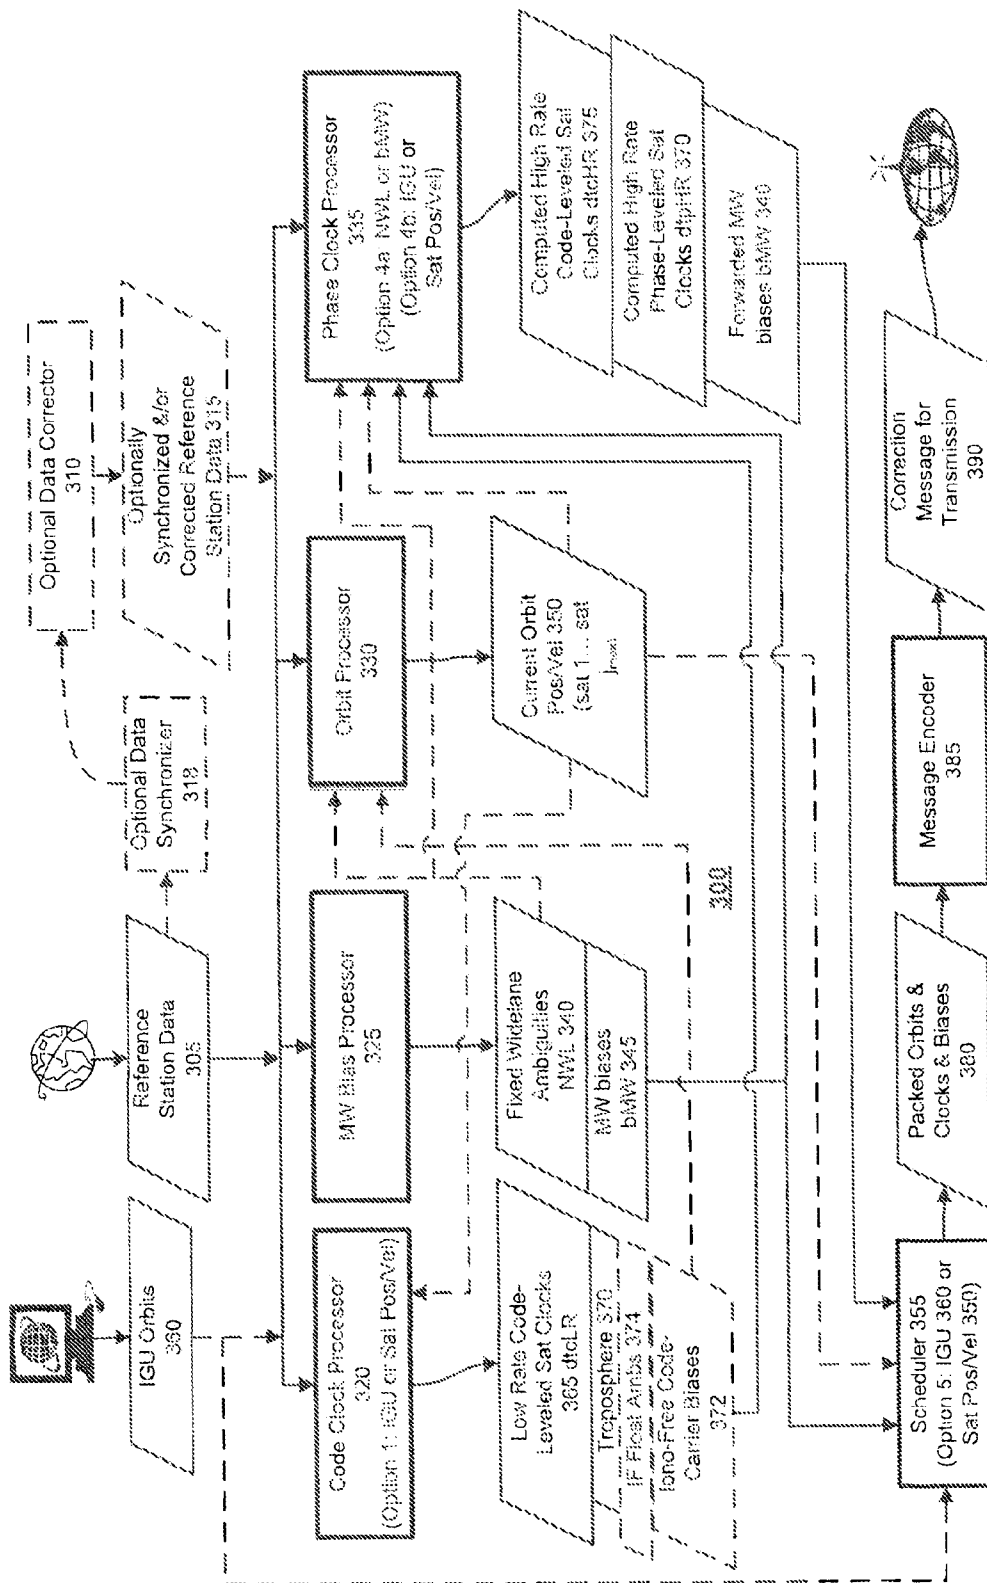 IGU Orbits
360
Reference
Station Data
305
Optional Data
Synchronizer
318
Optional Data Corrector
310
Optionally
Synchronized &/or
Corrected Reference
Station Data 315
Code Clock Processor
320
(Option 1: IGU or Sat Pos/Vel)
MW Bias Processor
325
Orbit Processor
330
Phase Clock Processor
335
(Option 4a: NWL or bMW)
(Option 4b: IGU or
Sat Pos/Vel)
Low Rate Code-
Leveled Sat Clocks
365 dtcLR
Troposphere 370
IF Float Ambs 374
Iono-Free Code-
Carrier Biases
372
Fixed Widelane
Ambiguities
NWL 340
MW biases
bMW 345
Current Orbit
Pos/Vel 350
(sat 1... sat
jmax)
Computed High Rate
Code-Leveled Sat
Clocks dtcHR 375
Computed High Rate
Phase-Leveled Sat
Clocks dtpHR 370
Forwarded MW
biases bMW 340
300
Scheduler 355
(Option 5: IGU 360 or
Sat Pos/Vel 350)
Packed Orbits &
Clocks & Biases
380
Message Encoder
385
Correction
Message for
Transmission
390